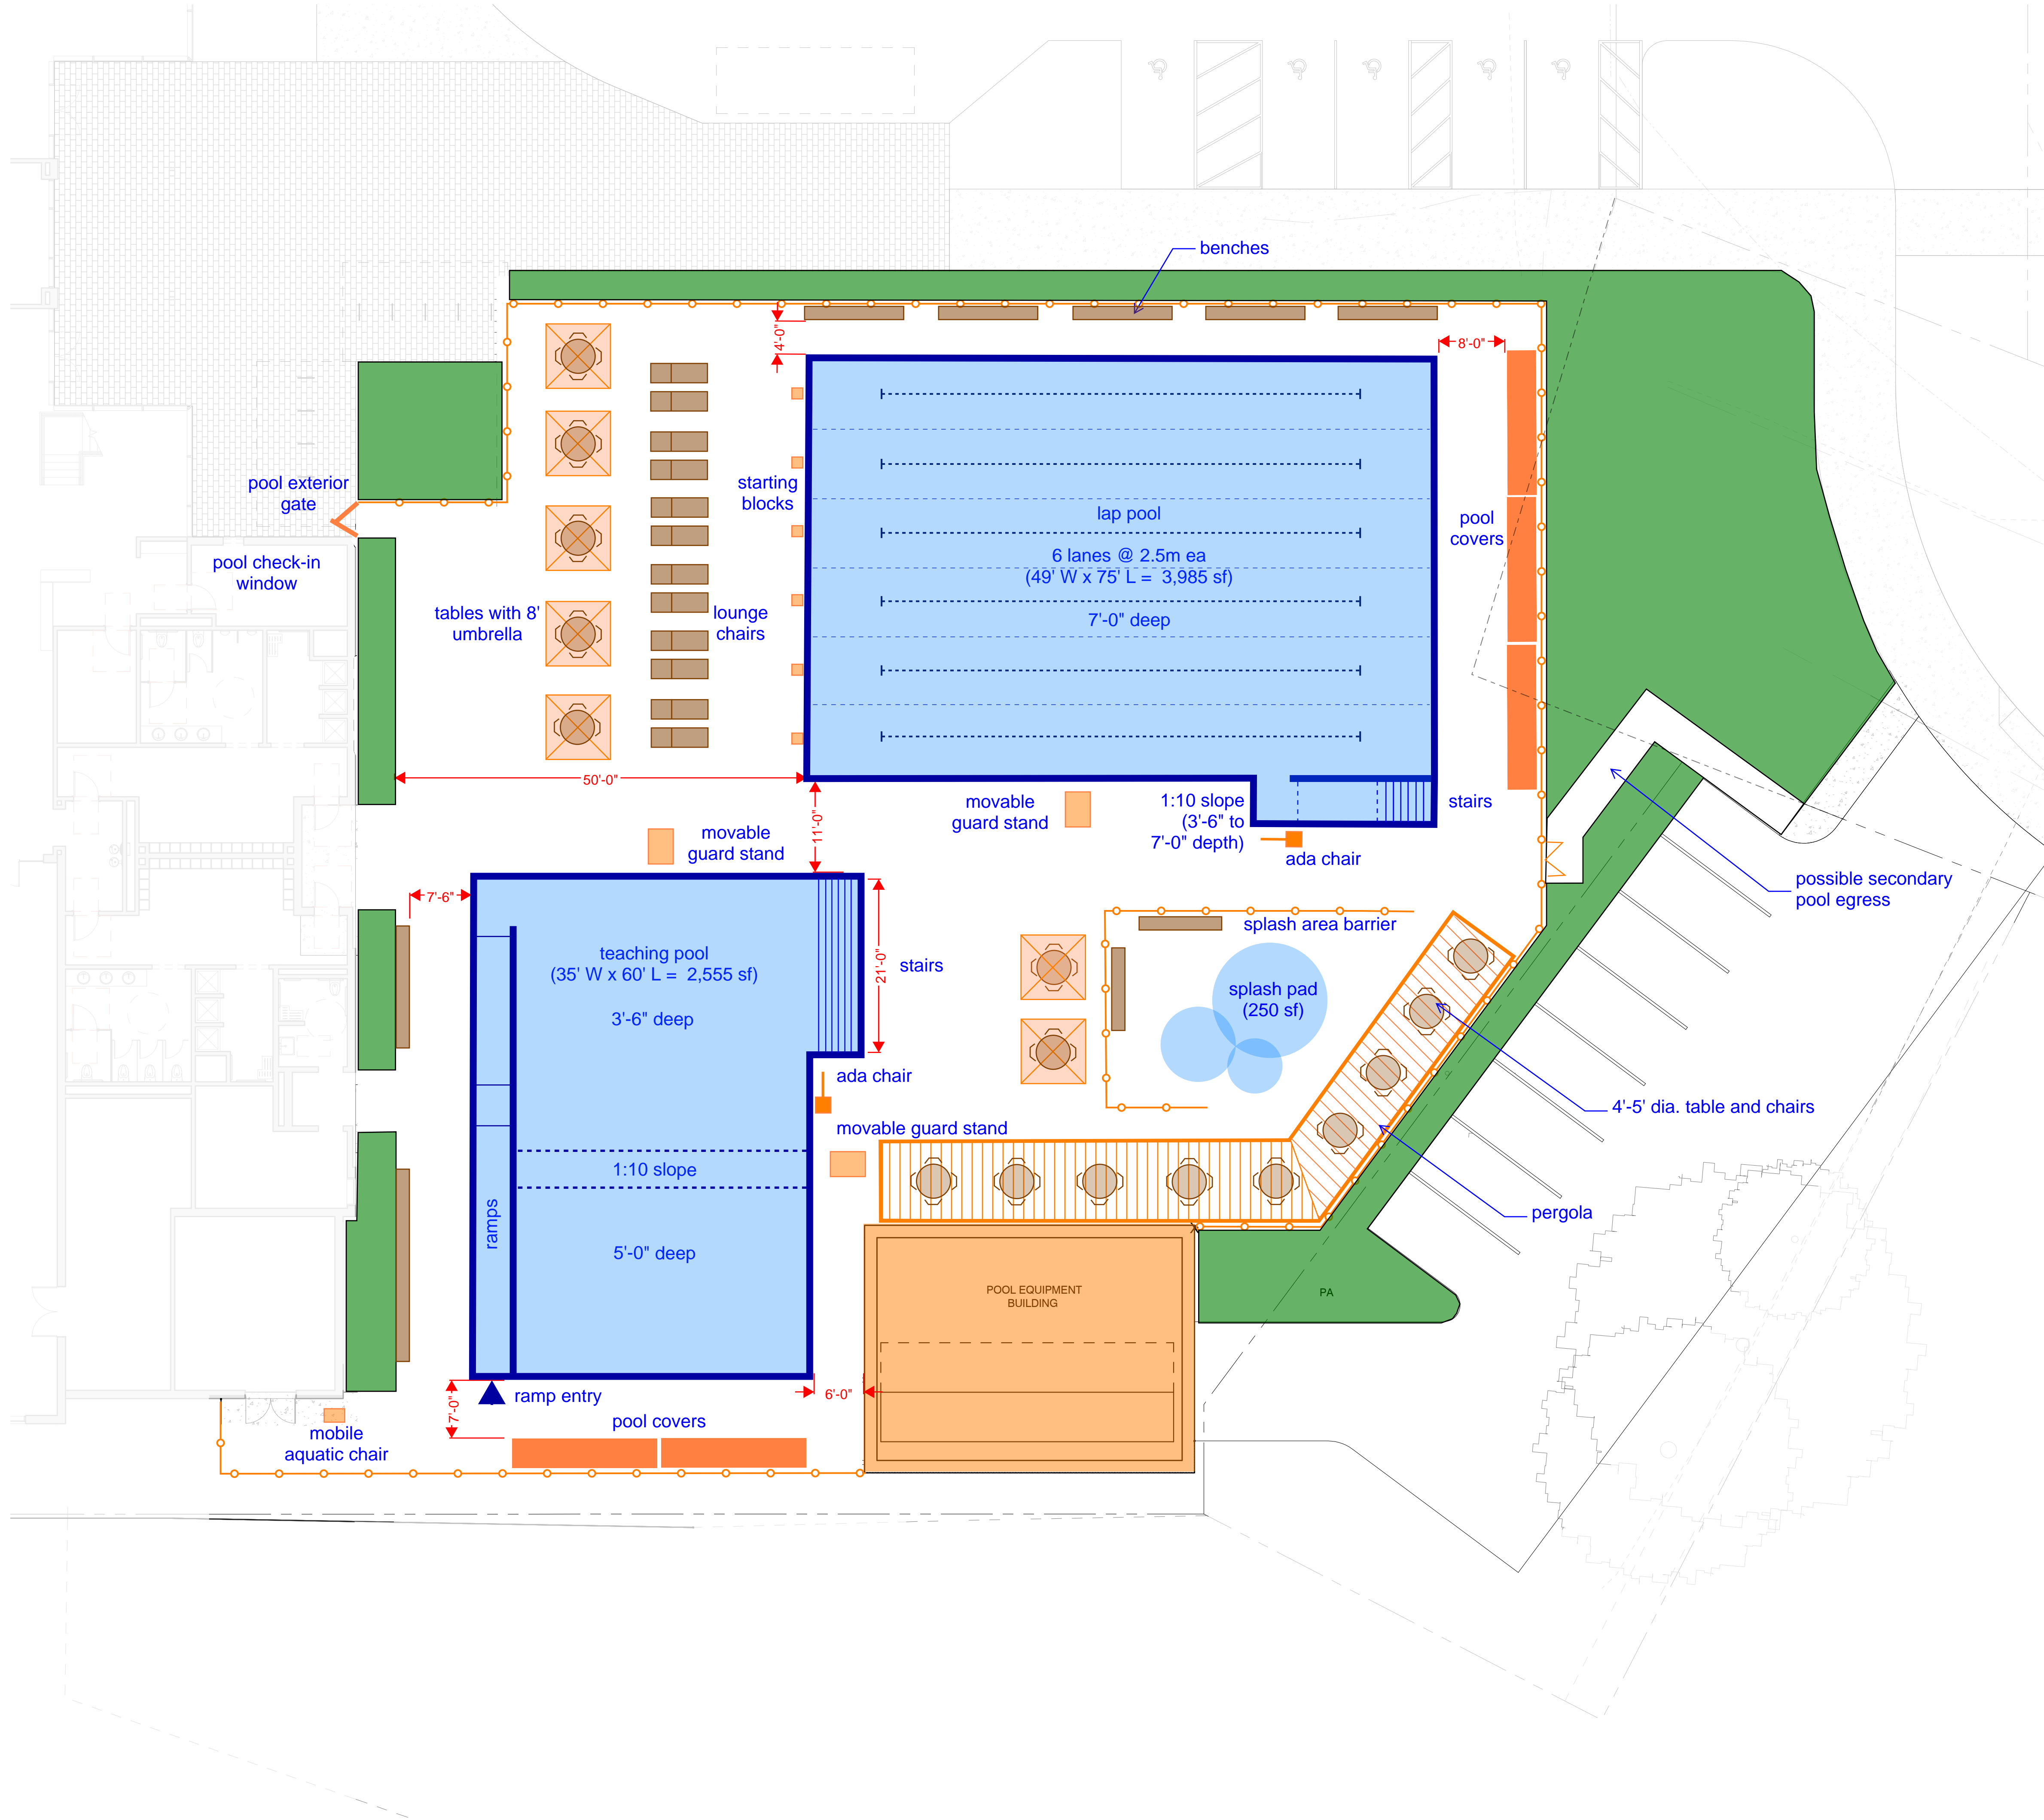 benches
4'-0"
8'-0"
pool exterior
gate
starting
blocks
lap pool
6 lanes @ 2.5m ea
(49' W x 75' L = 3,985 sf)
7'-0" deep
pool
covers
pool check-in
window
tables with 8'
umbrella
lounge
chairs
50'-0"
11'-0"
movable
guard stand
movable
guard stand
1:10 slope
(3'-6" to
7'-0" depth)
stairs
ada chair
possible secondary
pool egress
7'-6"
teaching pool
(35' W x 60' L = 2,555 sf)
3'-6" deep
21'-0"
stairs
splash area barrier
splash pad
(250 sf)
ada chair
4'-5' dia. table and chairs
movable guard stand
1:10 slope
ramps
pergola
5'-0" deep
POOL EQUIPMENT
BUILDING
PA
7'-0"
ramp entry
6'-0"
pool covers
mobile
aquatic chair